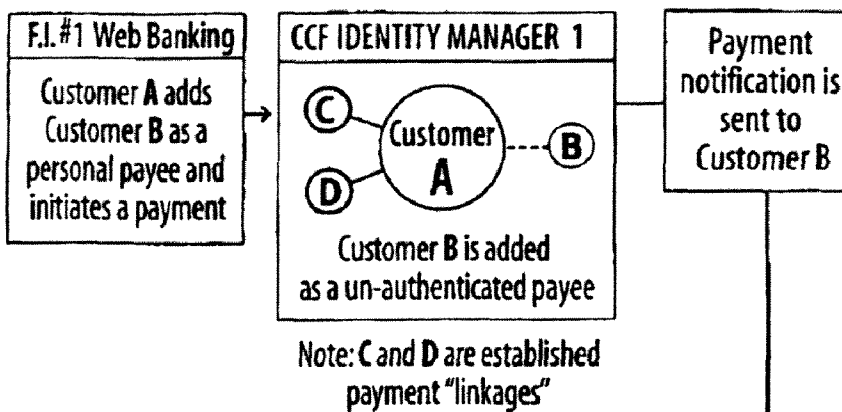 F.I.#1 Web Banking
Customer A adds
Customer B as a
personal payee and
initiates a payment
CCF IDENTITY MANAGER 1
C
D
Customer
A
B
Customer B is added
as a un-authenticated payee
Note: C and D are established
payment "linkages"
Payment
notification is
sent to
Customer B